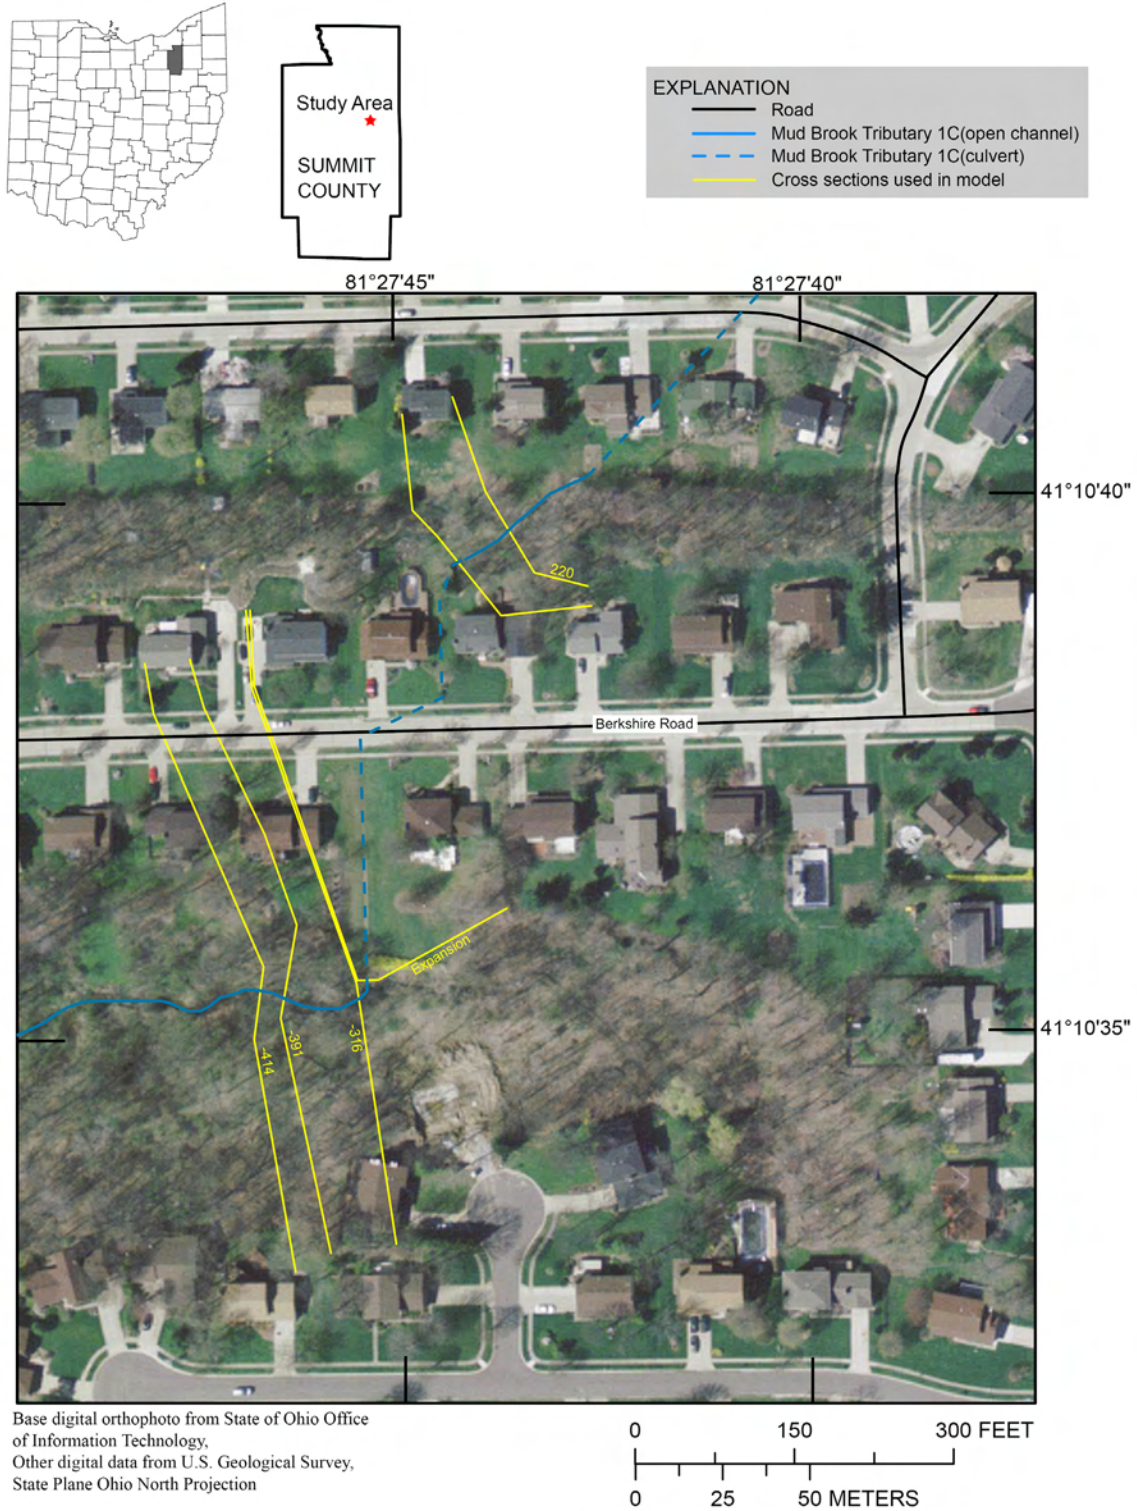 Study Area
SUMMIT
COUNTY
EXPLANATION
Road
Mud Brook Tributary 1C(open channel)
Mud Brook Tributary 1C(culvert)
Cross sections used in model
81°27'45"
81°27'40"
41°10'40"
220
Berkshire Road
Expansion
-316
-391
-414
41°10'35"
Base digital orthophoto from State of Ohio Office
of Information Technology,
Other digital data from U.S. Geological Survey,
State Plane Ohio North Projection
0 150 300 FEET
0 25 50 METERS